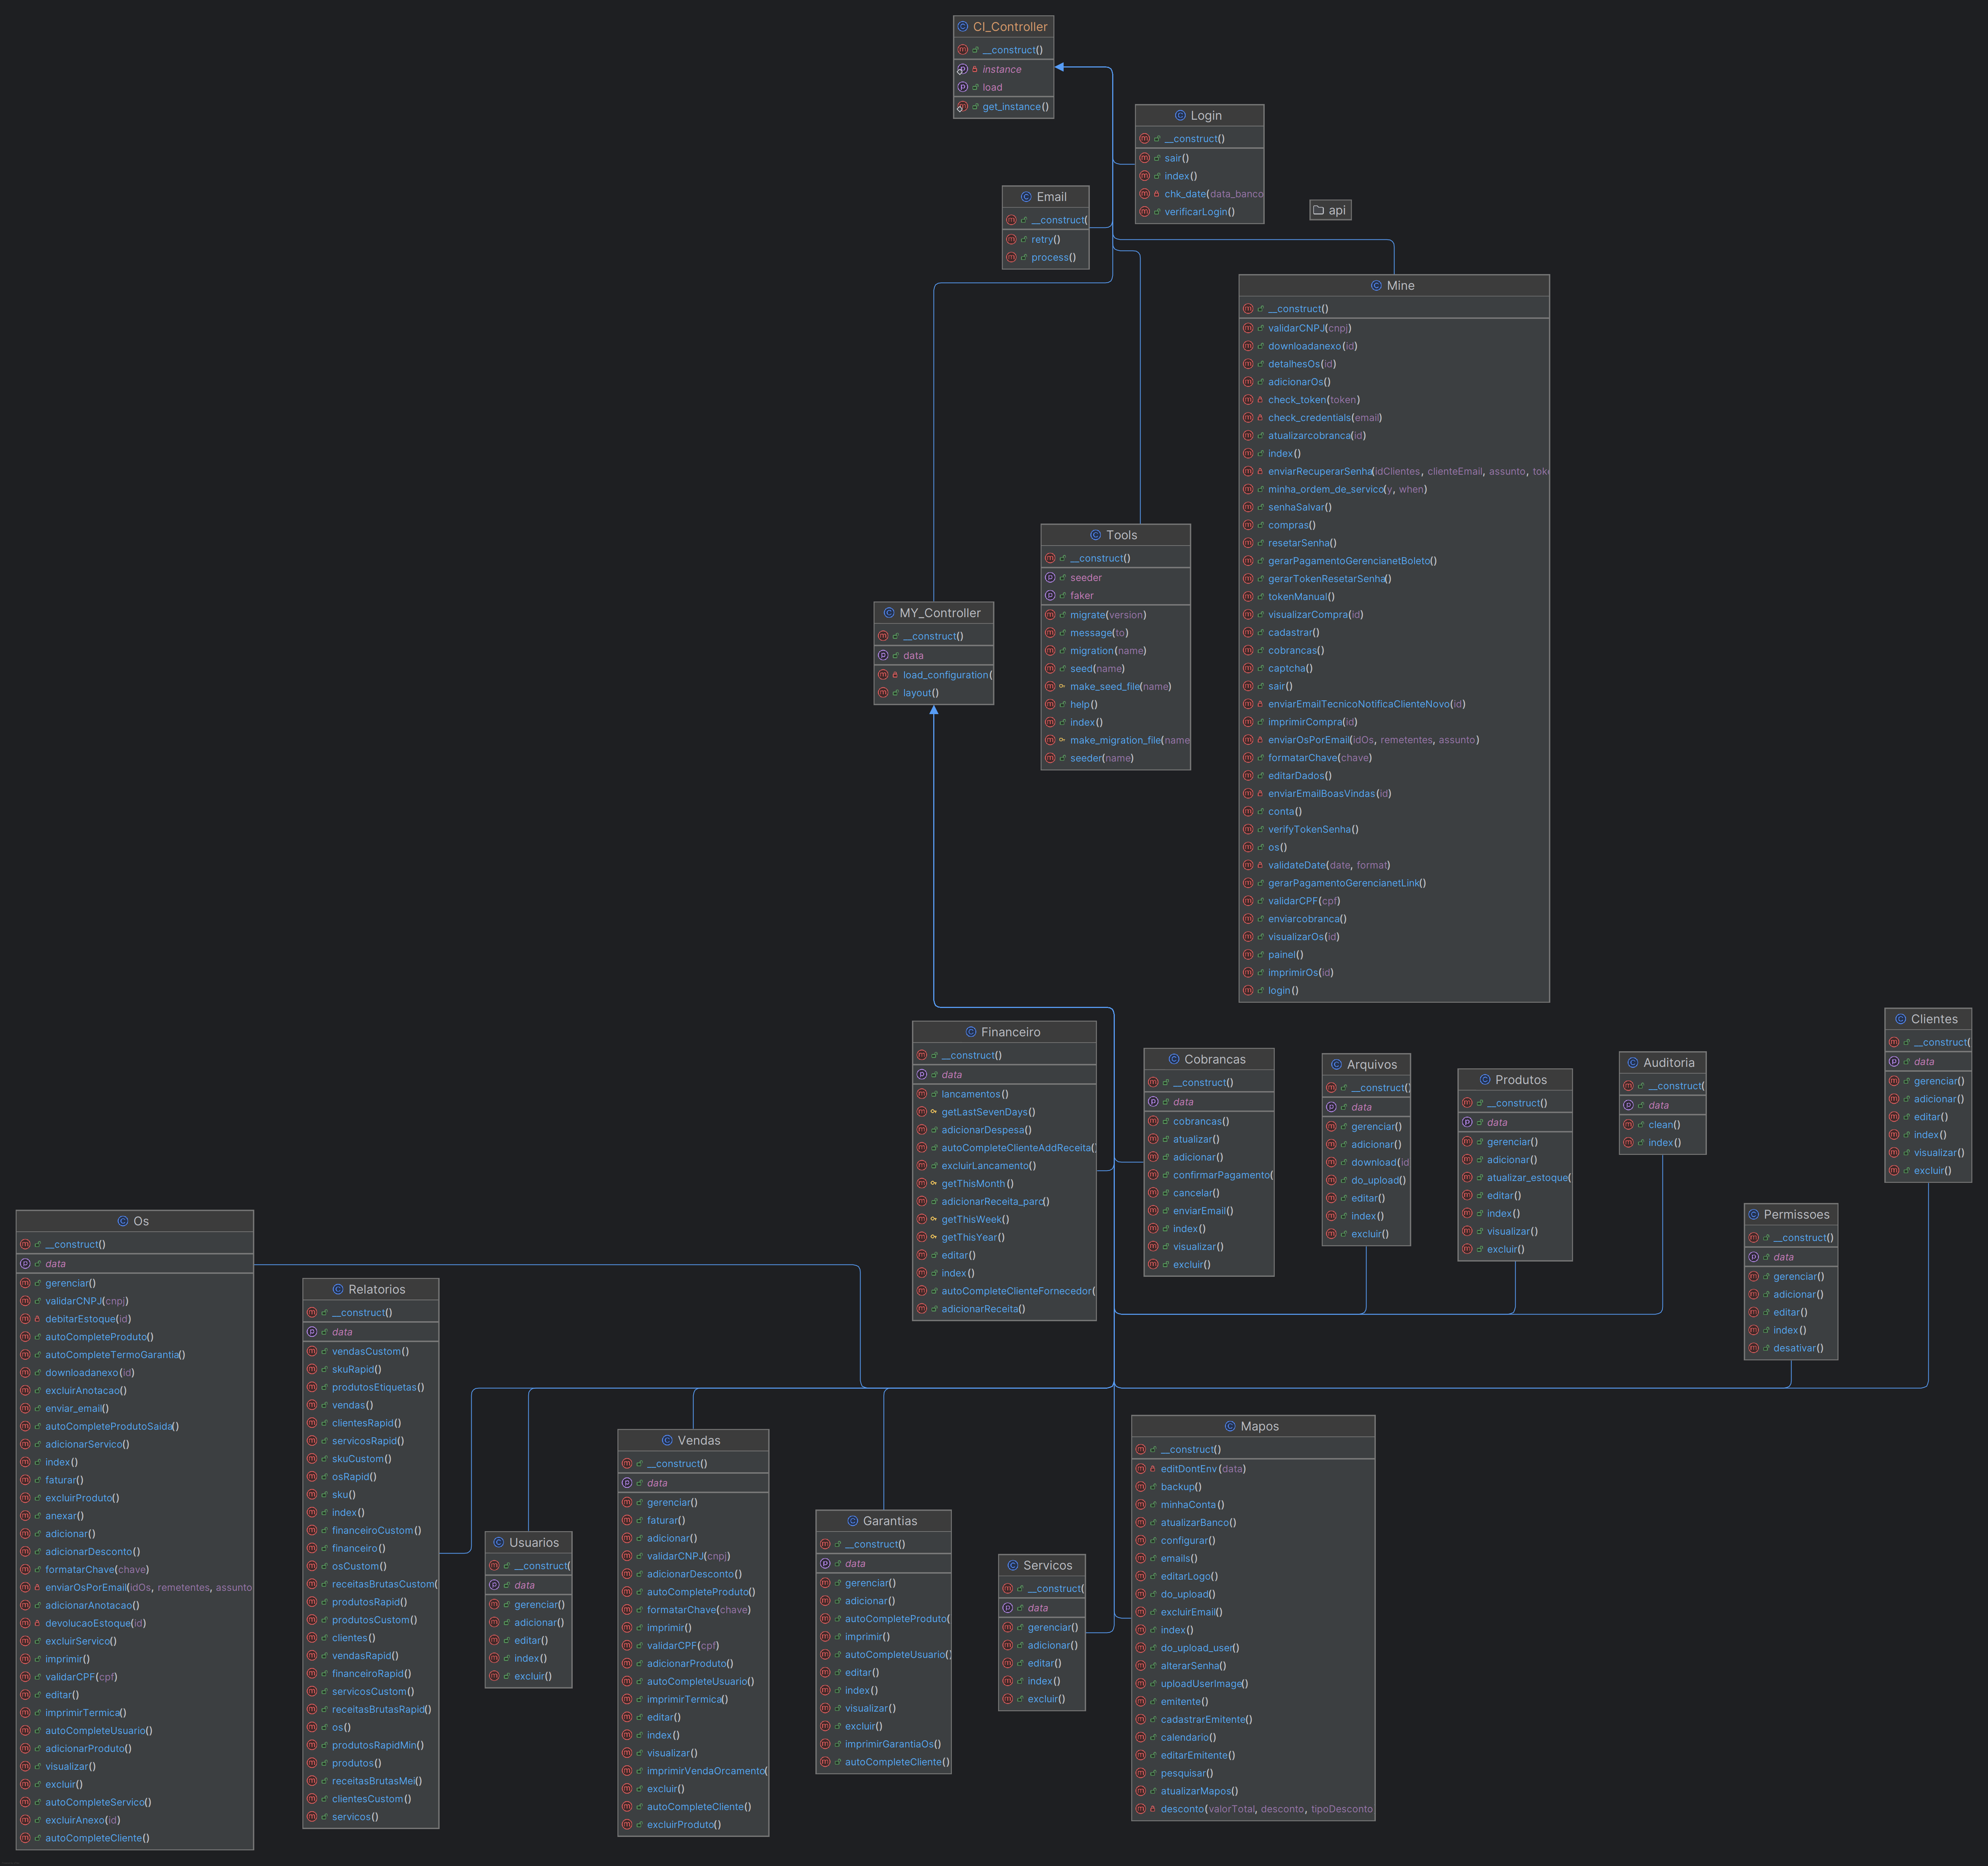 CI_Controller
__construct()
instance
load
get_instance()
Login
__construct()
sair()
index()
chk_date(data_banco
verificarLogin()
Email
__construct(
retry()
process()
api
Mine
__construct()
validarCNPJ(cnpj)
downloadanexo(id)
detalhesOs(id)
adicionarOs()
check_token(token)
check_credentials(email)
atualizarcobranca(id)
index()
enviarRecuperarSenha(idClientes, clienteEmail, assunto, tok
minha_ordem_de_servico(y, when)
senhaSalvar()
compras()
resetarSenha()
gerarPagamentoGerencianetBoleto()
gerarTokenResetarSenha()
tokenManual()
visualizarCompra(id)
cadastrar()
cobrancas()
captcha()
sair()
enviarEmailTecnicoNotificaClienteNovo(id)
imprimirCompra(id)
enviarOsPorEmail(idOs, remetentes, assunto)
formatarChave(chave)
editarDados()
enviarEmailBoasVindas(id)
conta()
verifyTokenSenha()
os()
validateDate(date, format)
gerarPagamentoGerencianetLink()
validarCPF(cpf)
enviarcobranca()
visualizarOs(id)
painel()
imprimirOs(id)
login()
Tools
__construct()
seeder
faker
migrate(version)
message(to)
migration(name)
seed(name)
make_seed_file(name)
help()
index()
make_migration_file(name
seeder(name)
MY_Controller
__construct()
data
load_configuration(
layout()
Financeiro
__construct()
data
lancamentos()
getLastSevenDays()
adicionarDespesa()
autoCompleteClienteAddReceita()
excluirLancamento()
getThisMonth()
adicionarReceita_parc()
getThisWeek()
getThisYear()
editar()
index()
autoCompleteClienteFornecedor()
adicionarReceita()
Cobrancas
__construct()
data
cobrancas()
atualizar()
adicionar()
confirmarPagamento(
cancelar()
enviarEmail()
index()
visualizar()
excluir()
Arquivos
__construct()
data
gerenciar()
adicionar()
download(id
do_upload()
editar()
index()
excluir()
Produtos
__construct()
data
gerenciar()
adicionar()
atualizar_estoque(
editar()
index()
visualizar()
excluir()
Auditoria
__construct(
data
clean()
index()
Clientes
__construct(
data
gerenciar()
adicionar()
editar()
index()
visualizar()
excluir()
Permissoes
__construct()
data
gerenciar()
adicionar()
editar()
index()
desativar()
Os
__construct()
data
gerenciar()
validarCNPJ(cnpj)
debitarEstoque(id)
autoCompleteProduto()
autoCompleteTermoGarantia()
downloadanexo(id)
excluirAnotacao()
enviar_email()
autoCompleteProdutoSaida()
adicionarServico()
index()
faturar()
excluirProduto()
anexar()
adicionar()
adicionarDesconto()
formatarChave(chave)
enviarOsPorEmail(idOs, remetentes, assunto
adicionarAnotacao()
devolucaoEstoque(id)
excluirServico()
imprimir()
validarCPF(cpf)
editar()
imprimirTermica()
autoCompleteUsuario()
adicionarProduto()
visualizar()
excluir()
autoCompleteServico()
excluirAnexo(id)
autoCompleteCliente()
Relatorios
__construct()
data
vendasCustom()
skuRapid()
produtosEtiquetas()
vendas()
clientesRapid()
servicosRapid()
skuCustom()
osRapid()
sku()
index()
financeiroCustom()
financeiro()
osCustom()
receitasBrutasCustom(
produtosRapid()
produtosCustom()
clientes()
vendasRapid()
financeiroRapid()
servicosCustom()
receitasBrutasRapid()
os()
produtosRapidMin()
produtos()
receitasBrutasMei()
clientesCustom()
servicos()
Usuarios
__construct(
data
gerenciar()
adicionar()
editar()
index()
excluir()
Vendas
__construct()
data
gerenciar()
faturar()
adicionar()
validarCNPJ(cnpj)
adicionarDesconto()
autoCompleteProduto()
formatarChave(chave)
imprimir()
validarCPF(cpf)
adicionarProduto()
autoCompleteUsuario()
imprimirTermica()
editar()
index()
visualizar()
imprimirVendaOrcamento(
excluir()
autoCompleteCliente()
excluirProduto()
Garantias
__construct()
data
gerenciar()
adicionar()
autoCompleteProduto(
imprimir()
autoCompleteUsuario()
editar()
index()
visualizar()
excluir()
imprimirGarantiaOs()
autoCompleteCliente()
Servicos
__construct(
data
gerenciar()
adicionar()
editar()
index()
excluir()
Mapos
__construct()
editDontEnv(data)
backup()
minhaConta()
atualizarBanco()
configurar()
emails()
editarLogo()
do_upload()
excluirEmail()
index()
do_upload_user()
alterarSenha()
uploadUserImage()
emitente()
cadastrarEmitente()
calendario()
editarEmitente()
pesquisar()
atualizarMapos()
desconto(valorTotal, desconto, tipoDesconto